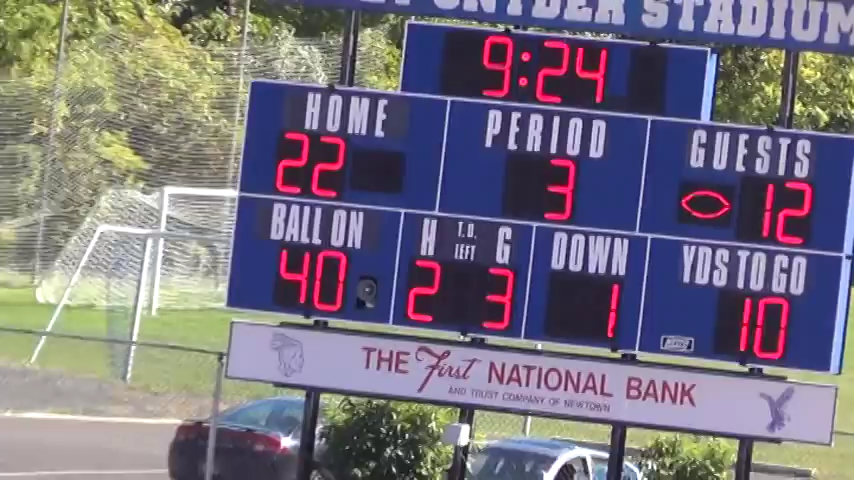 SNYDER STADIUM
9:24
HOME PERIOD GUESTS
22 3 12
BALL ON H T.D. LEFT G DOWN YDS TO GO
40 2 3 1 10
THE First NATIONAL BANK
AND TRUST COMPANY OF NEWTOWN